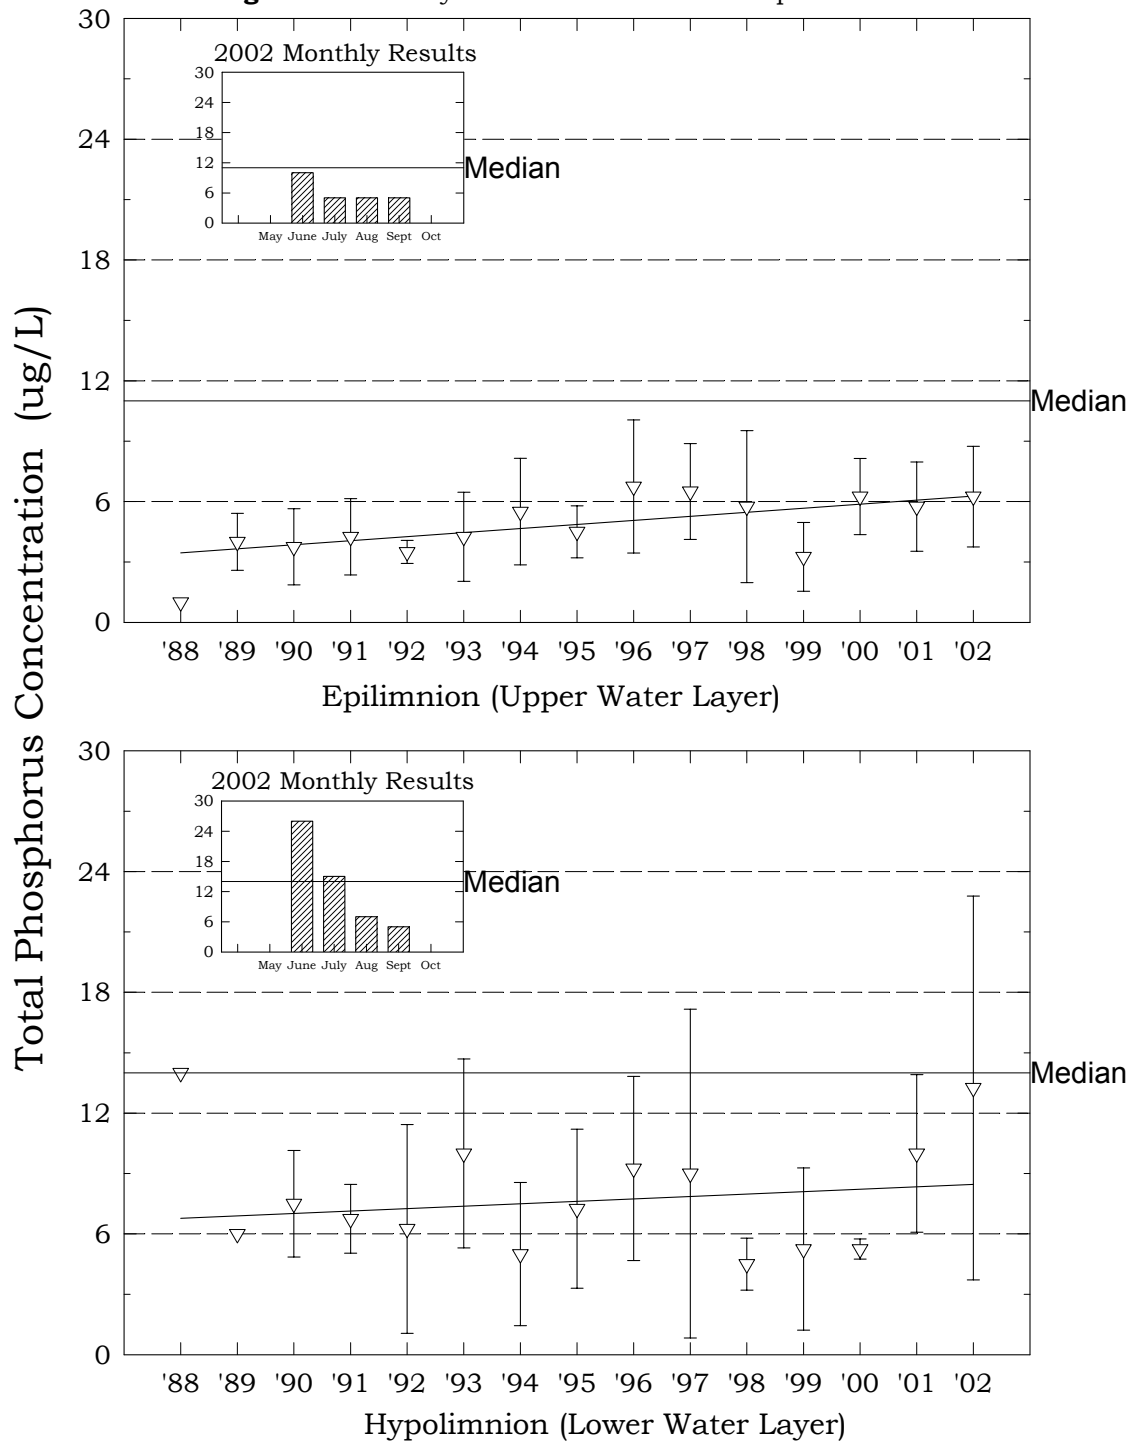 30
24
18
12
6
0
2002 Monthly Results
30
24
18
12
6
0
Median
May June July Aug Sept Oct
Median
'88 '89 '90 '91 '92 '93 '94 '95 '96 '97 '98 '99 '00 '01 '02
Epilimnion (Upper Water Layer)
Total Phosphorus Concentration (ug/L)
30
24
18
12
6
0
2002 Monthly Results
30
24
18
12
6
0
Median
May June July Aug Sept Oct
Median
'88 '89 '90 '91 '92 '93 '94 '95 '96 '97 '98 '99 '00 '01 '02
Hypolimnion (Lower Water Layer)